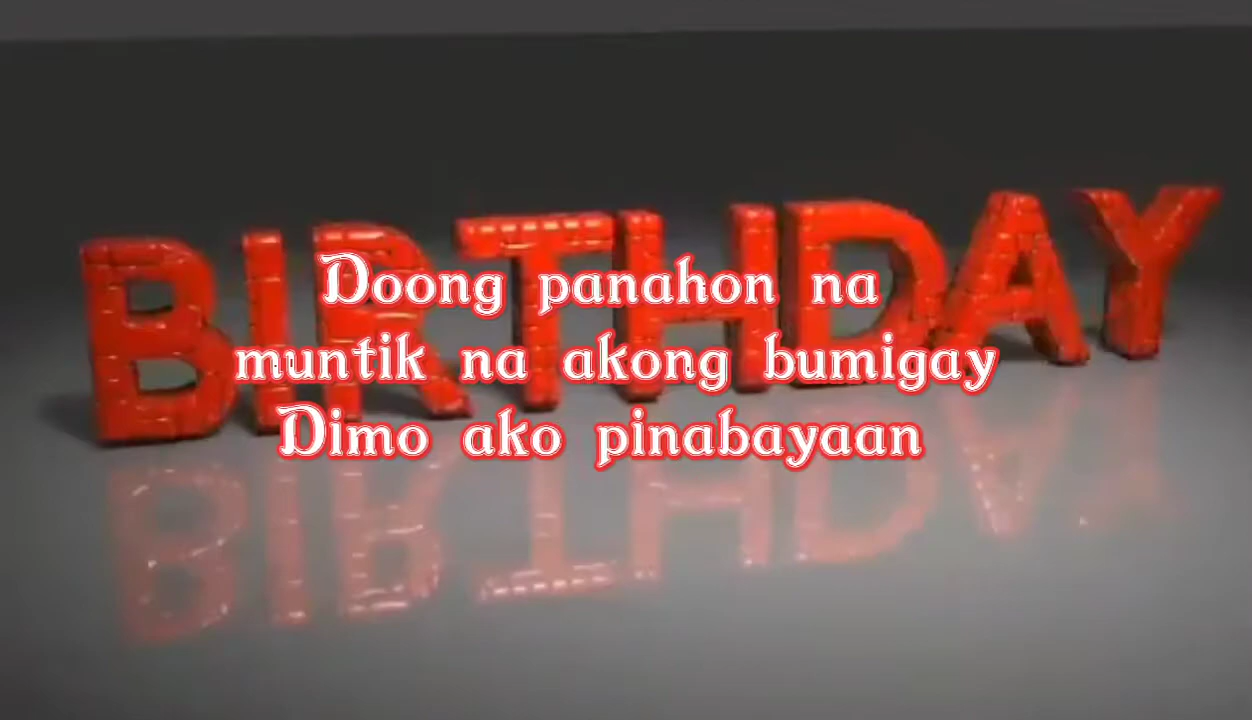 BIRTHDAY
Doong panahon na
muntik na akong bumigay
Dimo ako pinabayaan